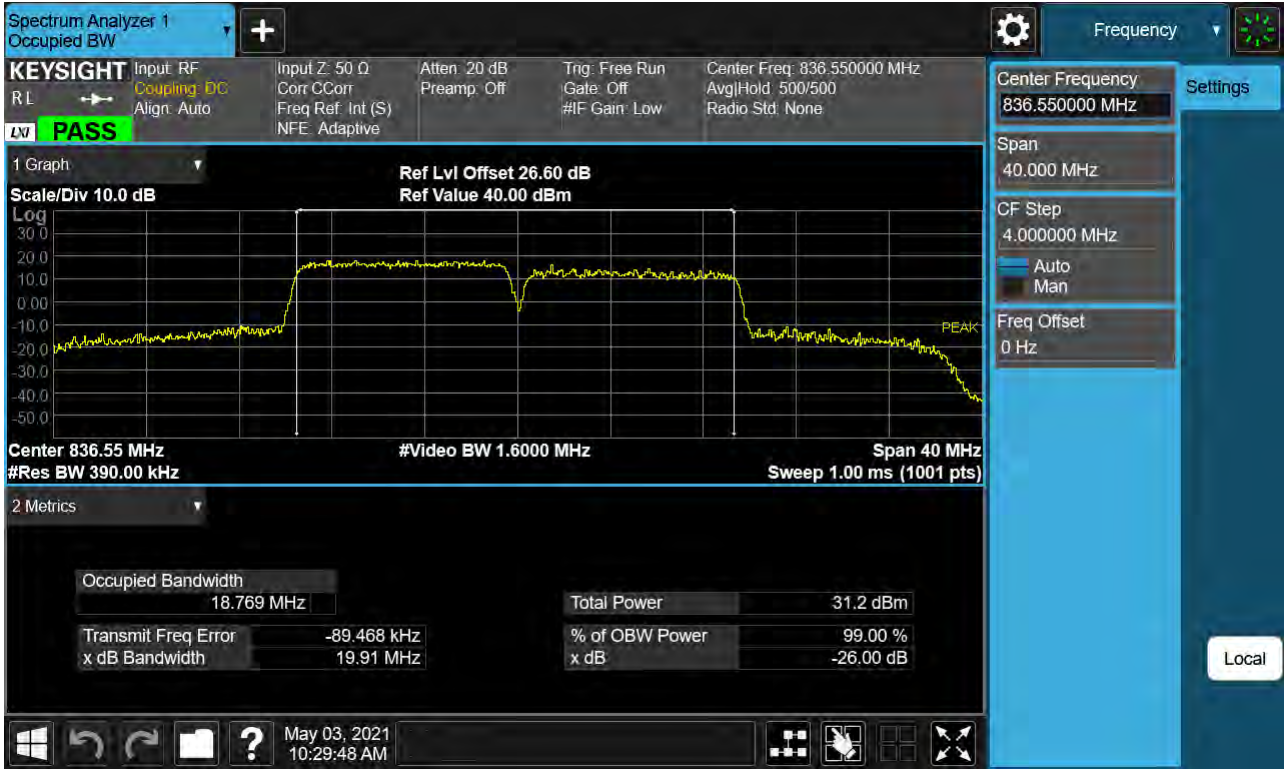 Spectrum Analyzer 1
Occupied BW
Frequency
KEYSIGHT
R L
LXI PASS
Input: RF
Coupling: DC
Align: Auto
Input Z: 50 Ω
Corr CCorr
Freq Ref: Int (S)
NFE: Adaptive
Atten: 20 dB
Preamp: Off
Trig: Free Run
Gate: Off
#IF Gain: Low
Center Freq: 836.550000 MHz
Avg|Hold: 500/500
Radio Std: None
1 Graph
Scale/Div 10.0 dB
Ref Lvl Offset 26.60 dB
Ref Value 40.00 dBm
Log
30.0
20.0
10.0
0.00
-10.0
-20.0
-30.0
-40.0
-50.0
PEAK
Center 836.55 MHz
#Res BW 390.00 kHz
#Video BW 1.6000 MHz
Span 40 MHz
Sweep 1.00 ms (1001 pts)
2 Metrics
Occupied Bandwidth
18.769 MHz
Transmit Freq Error -89.468 kHz
x dB Bandwidth 19.91 MHz
Total Power 31.2 dBm
% of OBW Power 99.00 %
x dB -26.00 dB
Center Frequency
836.550000 MHz
Span
40.000 MHz
CF Step
4.000000 MHz
Auto
Man
Freq Offset
0 Hz
Settings
Local
?
May 03, 2021
10:29:48 AM